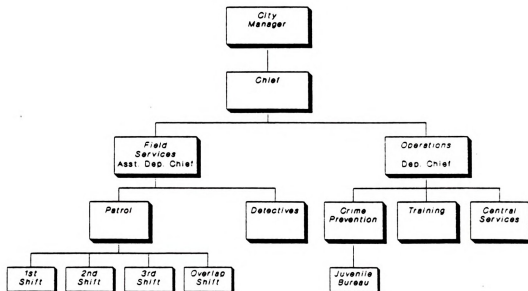 City
Manager
Chief
Field
Services
Asst. Dep. Chief
Operations
Dep. Chief
Patrol
Detectives
Crime
Prevention
Training
Central
Services
1st
Shift
2nd
Shift
3rd
Shift
Overlap
Shift
Juvenile
Bureau